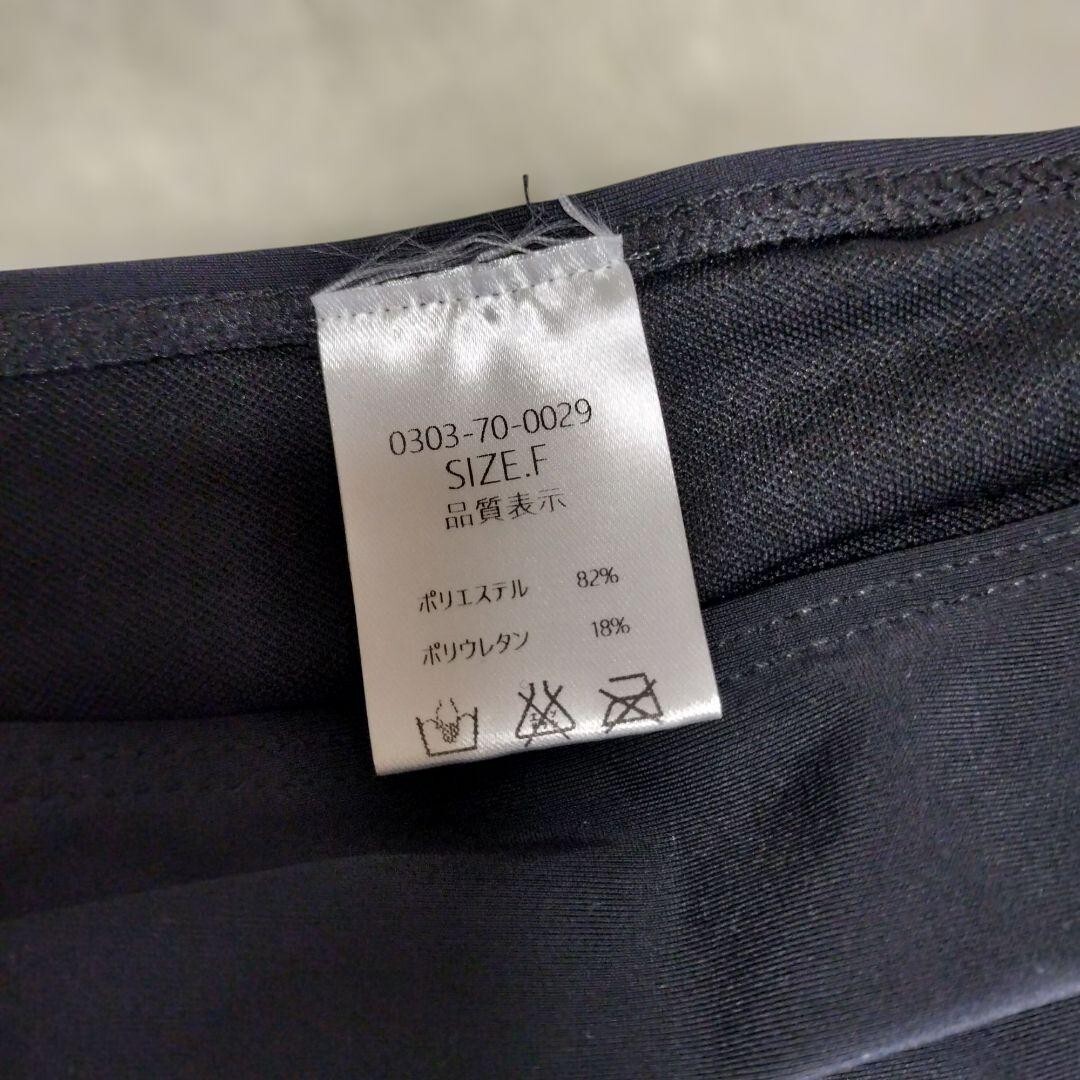 0303-70-0029
SIZE.F
品質表示
ポリエステル 82%
ポリウレタン 18%